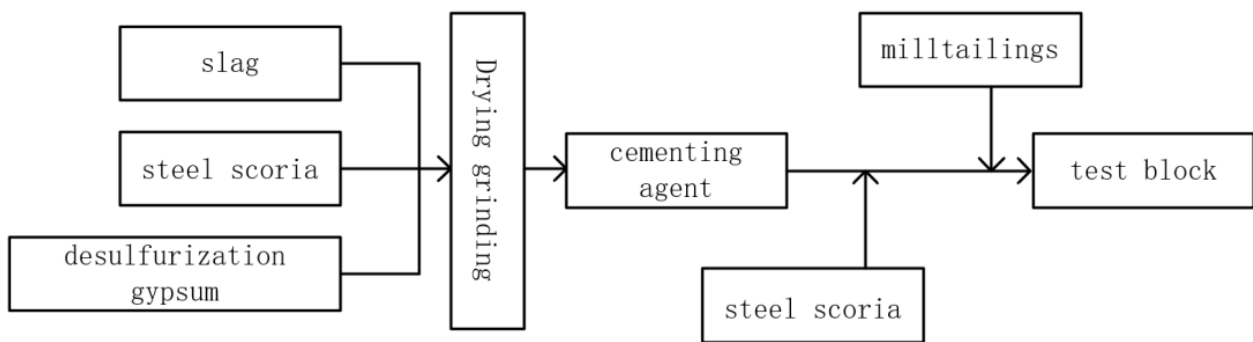 slag
steel scoria
desulfurization
gypsum
Drying grinding
cementing
agent
milltailings
steel scoria
test block